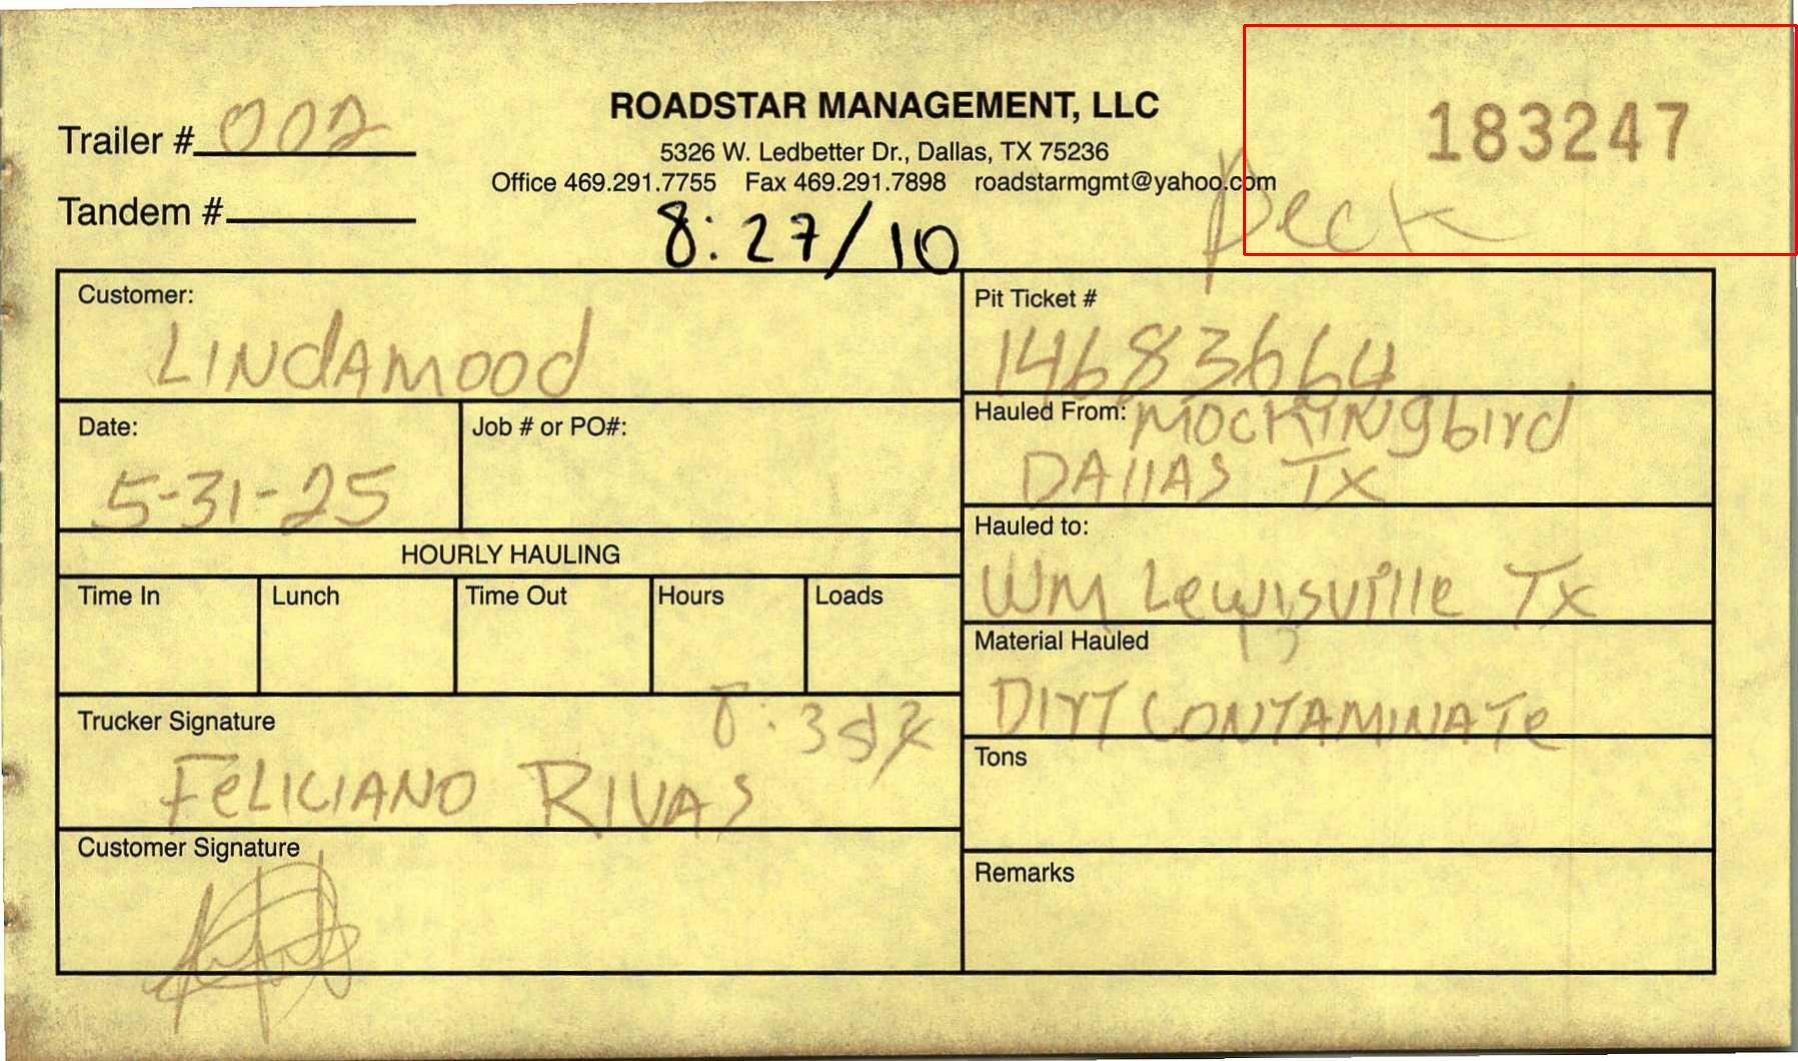 Trailer # 002
Tandem #
ROADSTAR MANAGEMENT, LLC
5326 W. Ledbetter Dr., Dallas, TX 75236
Office 469.291.7755 Fax 469.291.7898 roadstarmgmt@yahoo.com
8:27/10
183247
Peck
Customer:
LINdAMOOd
Date:
5-31-25
Job # or PO#:
HOURLY HAULING
Time In Lunch Time Out Hours Loads
Trucker Signature
FeLICIANO RIVAS
Customer Signature
Pit Ticket #
14683664
Hauled From: MOCKINgbird
DAllAS TX
Hauled to:
WM Lewisville Tx
Material Hauled
DIrT CONTAMINATe
Tons
Remarks